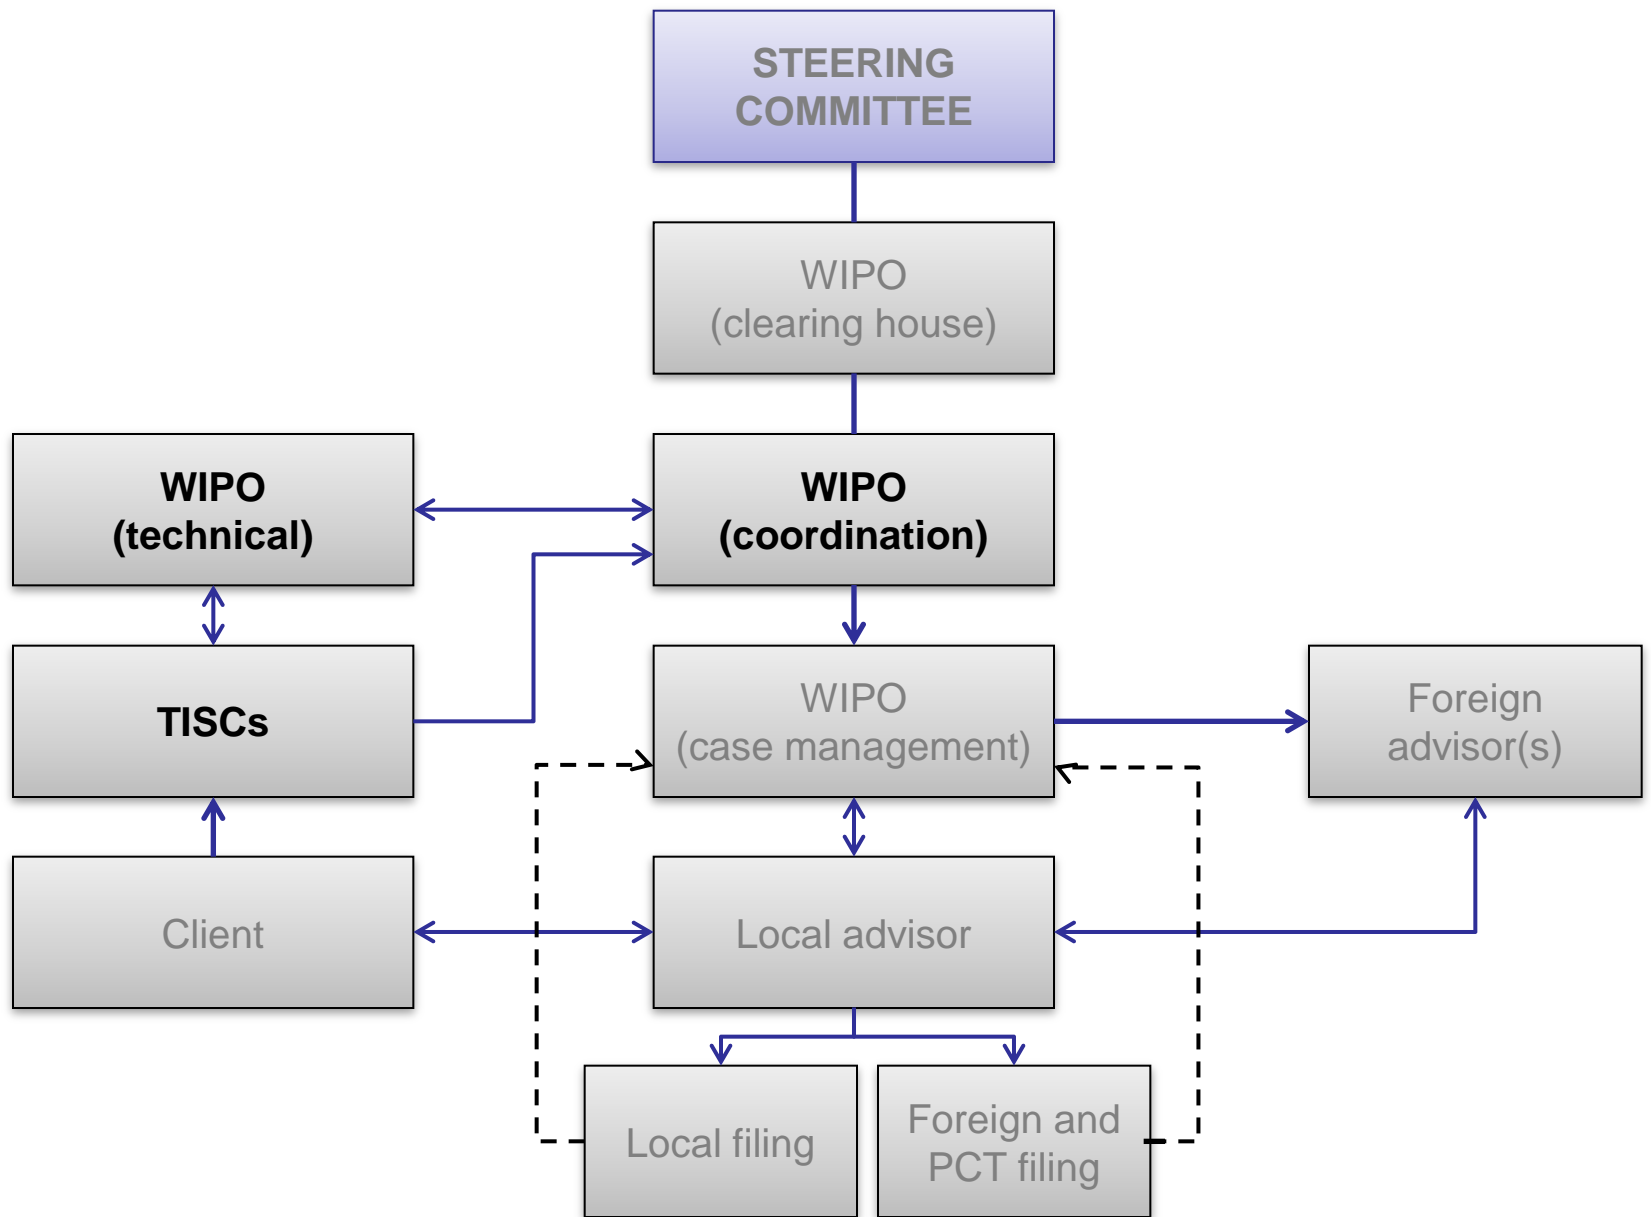 STEERING
COMMITTEE
WIPO
(clearing house)
WIPO
(technical)
WIPO
(coordination)
TISCs
WIPO
(case management)
Foreign
advisor(s)
Client
Local advisor
Local filing
Foreign and
PCT filing